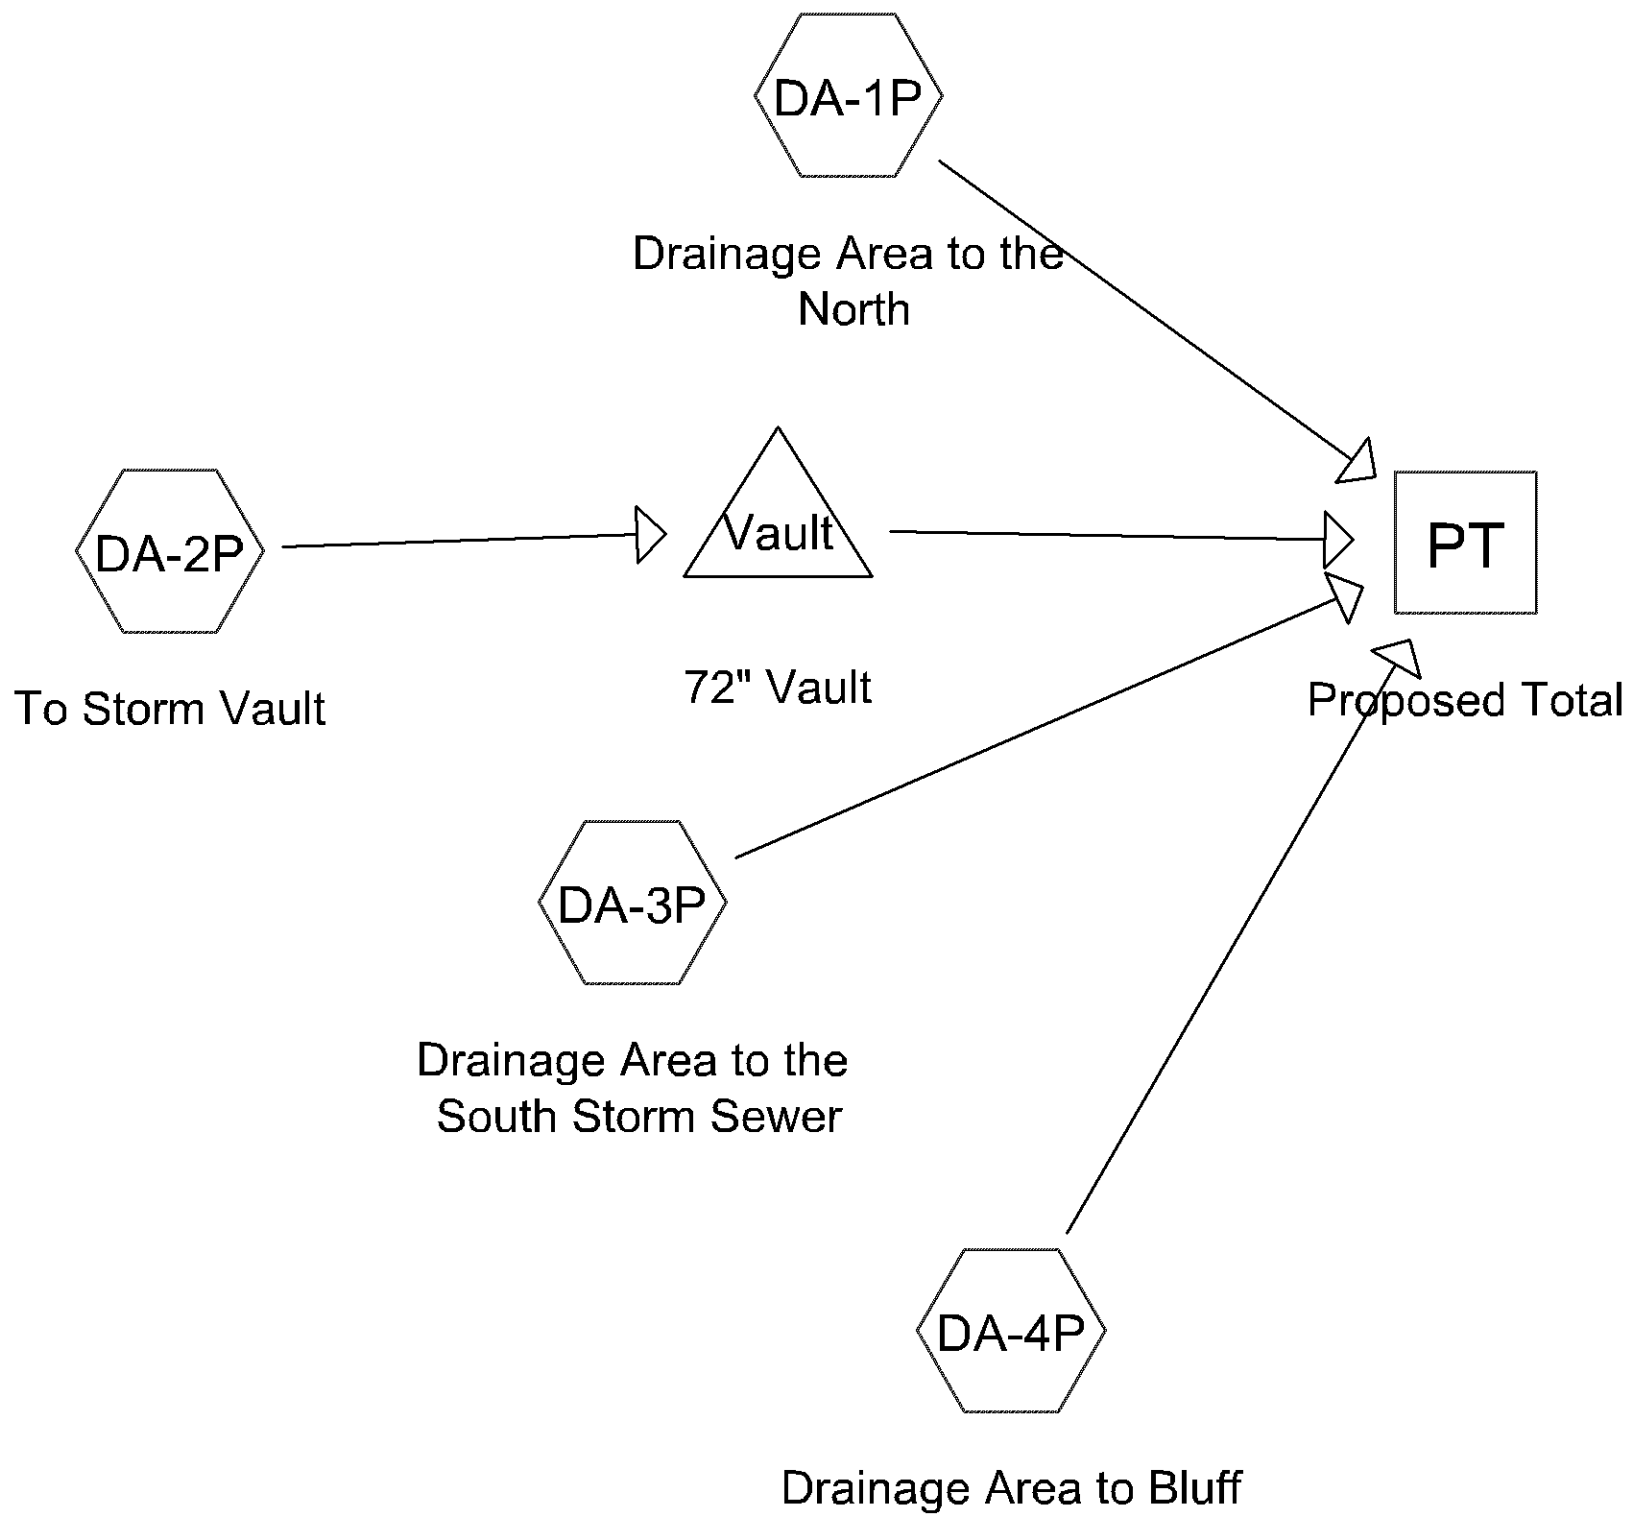 DA-1P
Drainage Area to the
North
DA-2P
To Storm Vault
Vault
72" Vault
PT
Proposed Total
DA-3P
Drainage Area to the
South Storm Sewer
DA-4P
Drainage Area to Bluff